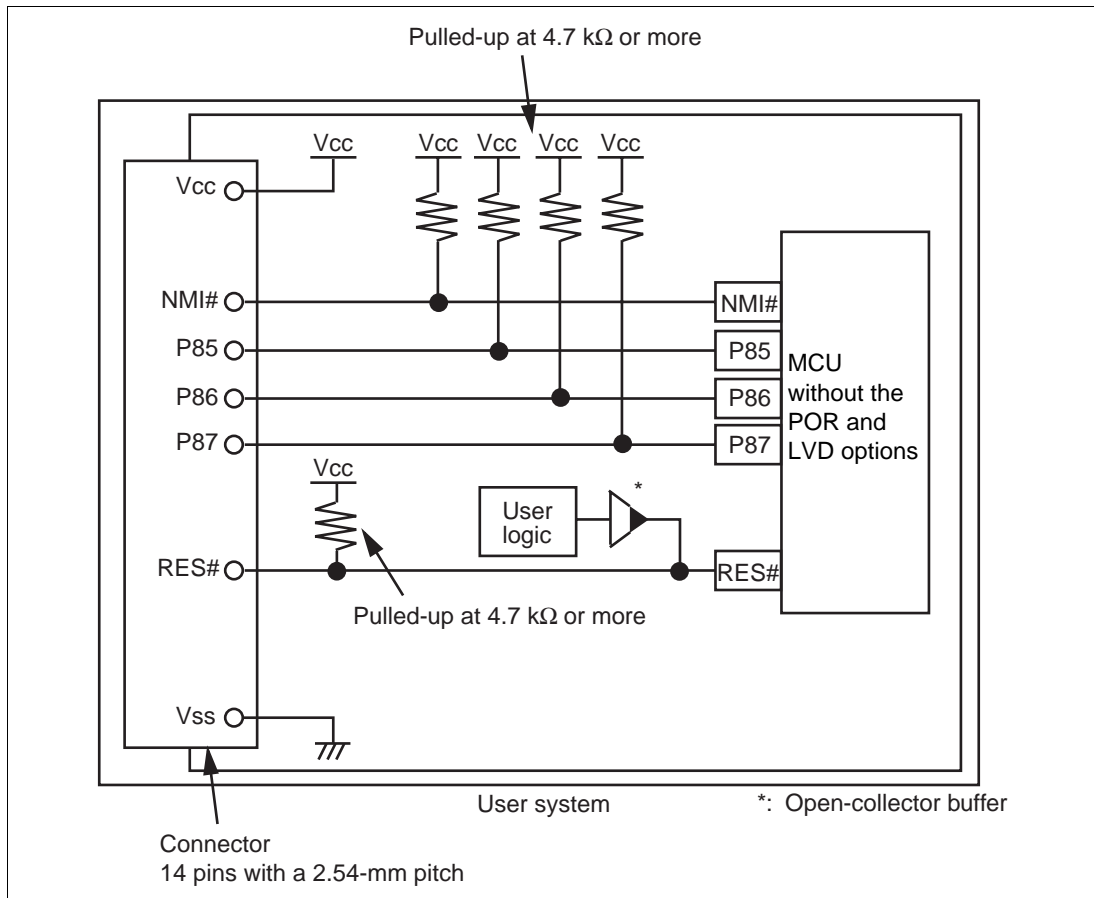 Pulled-up at 4.7 kΩ or more
Vcc Vcc Vcc Vcc Vcc
Vcc
NMI# NMI#
P85 P85
P86 P86
P87 P87
MCU
without the
POR and
LVD options
Vcc
User
logic
*
RES# RES#
Pulled-up at 4.7 kΩ or more
Vss
User system
*: Open-collector buffer
Connector
14 pins with a 2.54-mm pitch